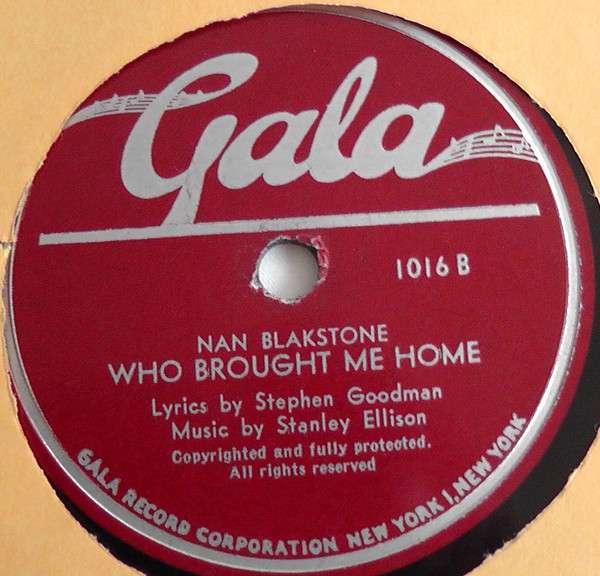 Gala
1016 B
NAN BLAKSTONE
WHO BROUGHT ME HOME
Lyrics by Stephen Goodman
Music by Stanley Ellison
Copyrighted and fully protected.
All rights reserved
GALA RECORD CORPORATION NEW YORK 1, NEW YORK